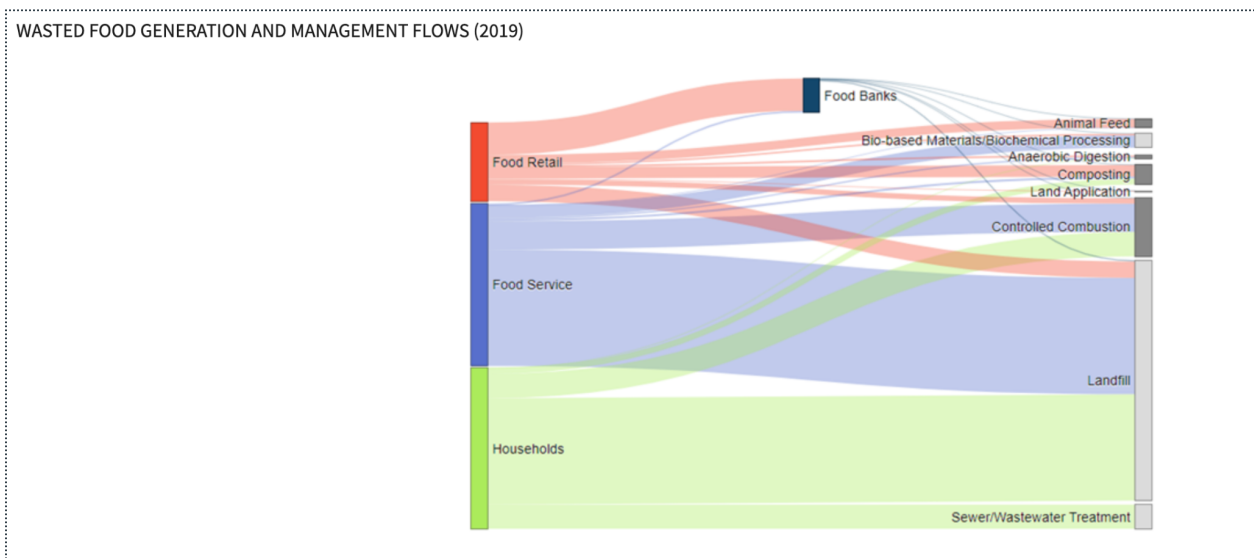 WASTED FOOD GENERATION AND MANAGEMENT FLOWS (2019)
Food Banks
Animal Feed
Bio-based Materials/Biochemical Processing
Anaerobic Digestion
Food Retail
Composting
Land Application
Controlled Combustion
Food Service
Landfill
Households
Sewer/Wastewater Treatment